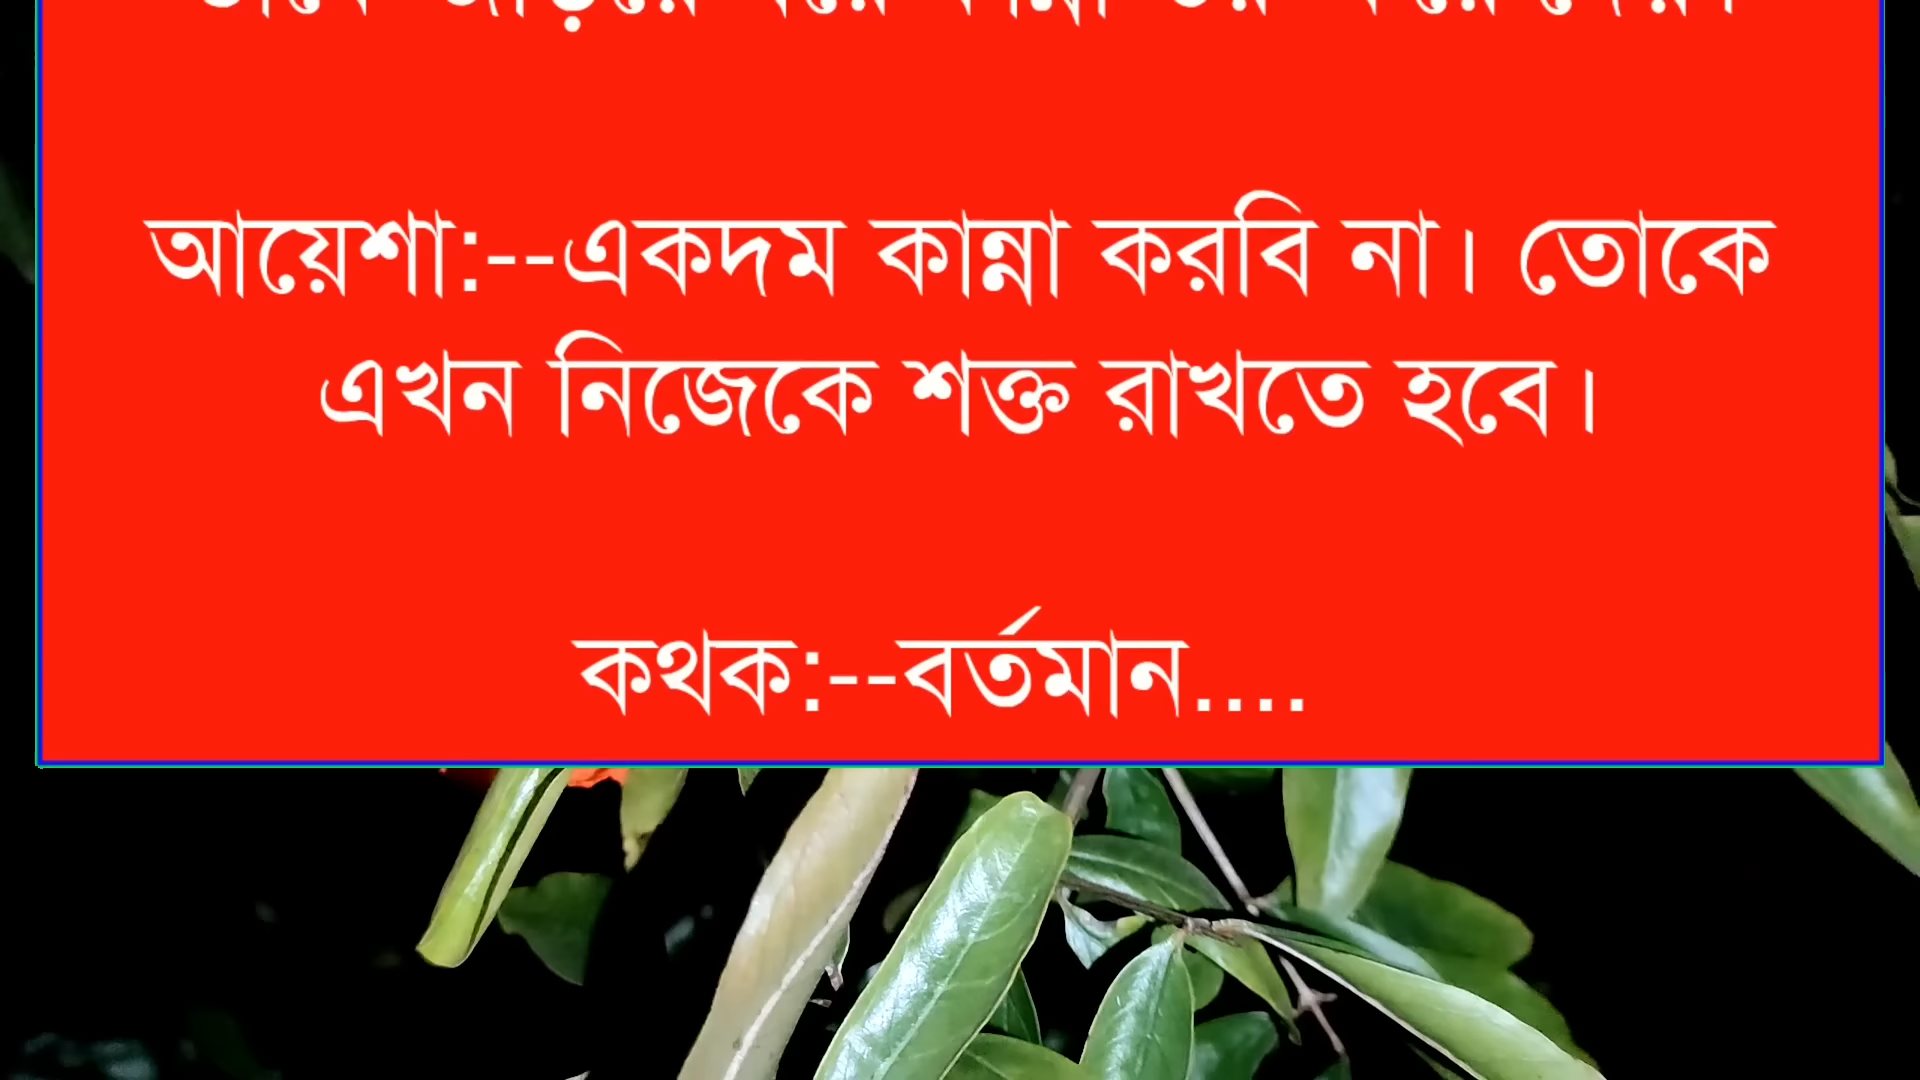 আয়েশা:--একদম কান্না করবি না। তোকে
এখন নিজেকে শক্ত রাখতে হবে।
কথক:--বর্তমান....